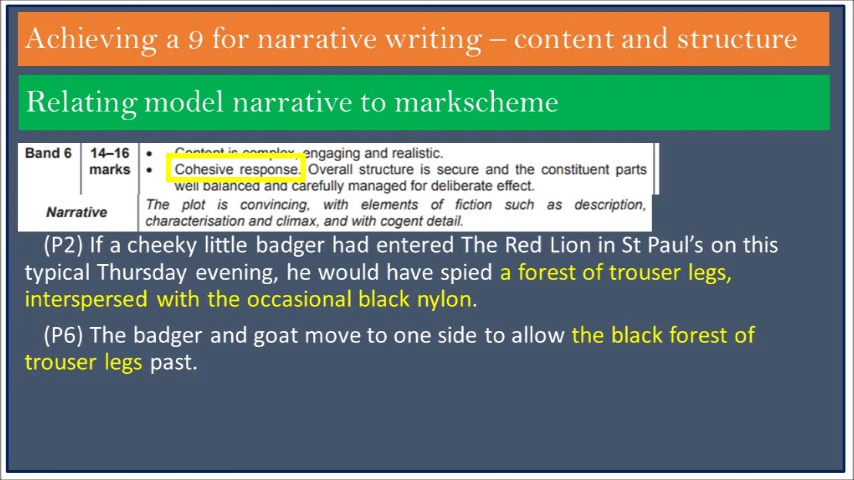 Achieving a 9 for narrative writing – content and structure
Relating model narrative to markscheme
Band 6 14–16 marks
• Content is complex, engaging and realistic.
• Cohesive response. Overall structure is secure and the constituent parts
well balanced and carefully managed for deliberate effect.
Narrative
The plot is convincing, with elements of fiction such as description,
characterisation and climax, and with cogent detail.
(P2) If a cheeky little badger had entered The Red Lion in St Paul’s on this
typical Thursday evening, he would have spied a forest of trouser legs,
interspersed with the occasional black nylon.
(P6) The badger and goat move to one side to allow the black forest of
trouser legs past.